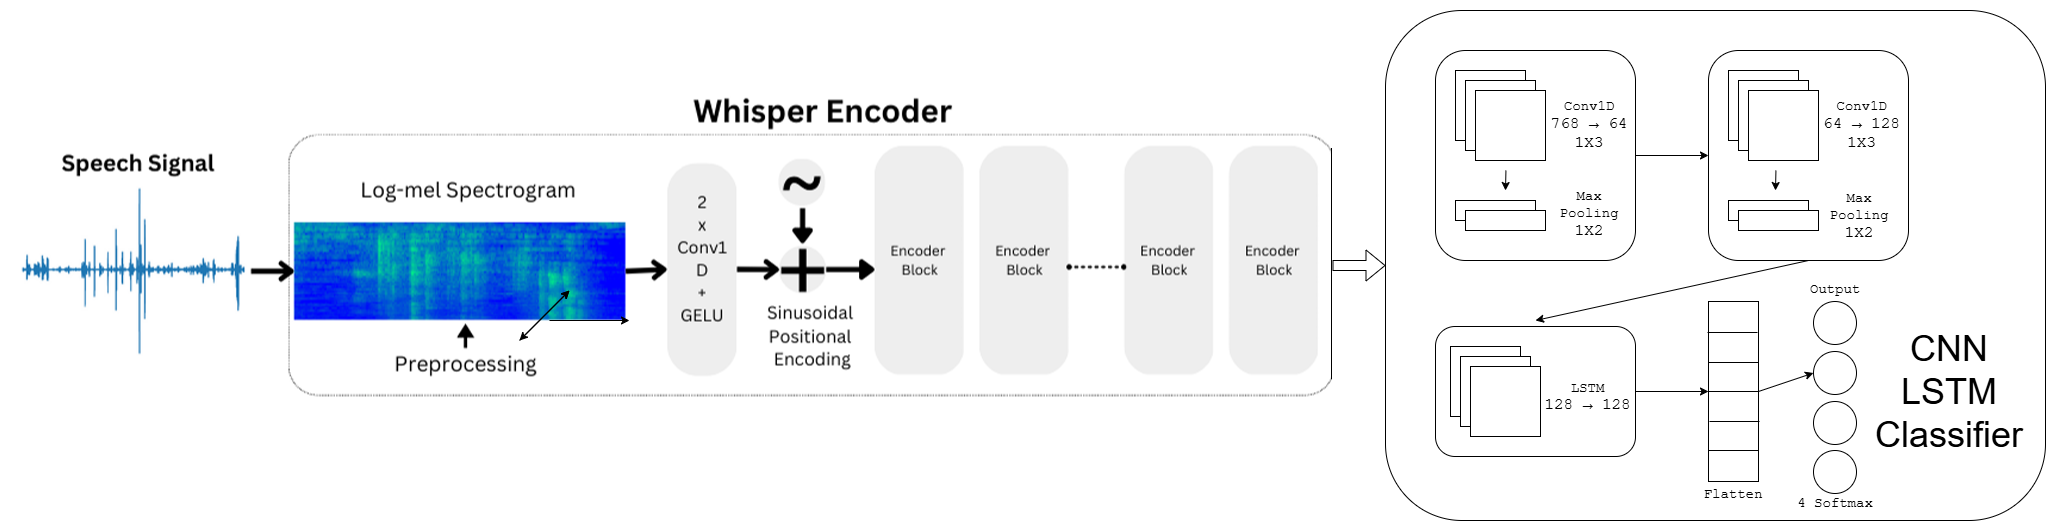 Speech Signal
Whisper Encoder
Log-mel Spectrogram
Preprocessing
2
x
Conv1
D
+
GELU
~
+
Sinusoidal
Positional
Encoding
Encoder
Block
Encoder
Block
Encoder
Block
Encoder
Block
Conv1D
768 → 64
1X3
Max
Pooling
1X2
Conv1D
64 → 128
1X3
Max
Pooling
1X2
LSTM
128 → 128
Flatten
Output
4 Softmax
CNN
LSTM
Classifier